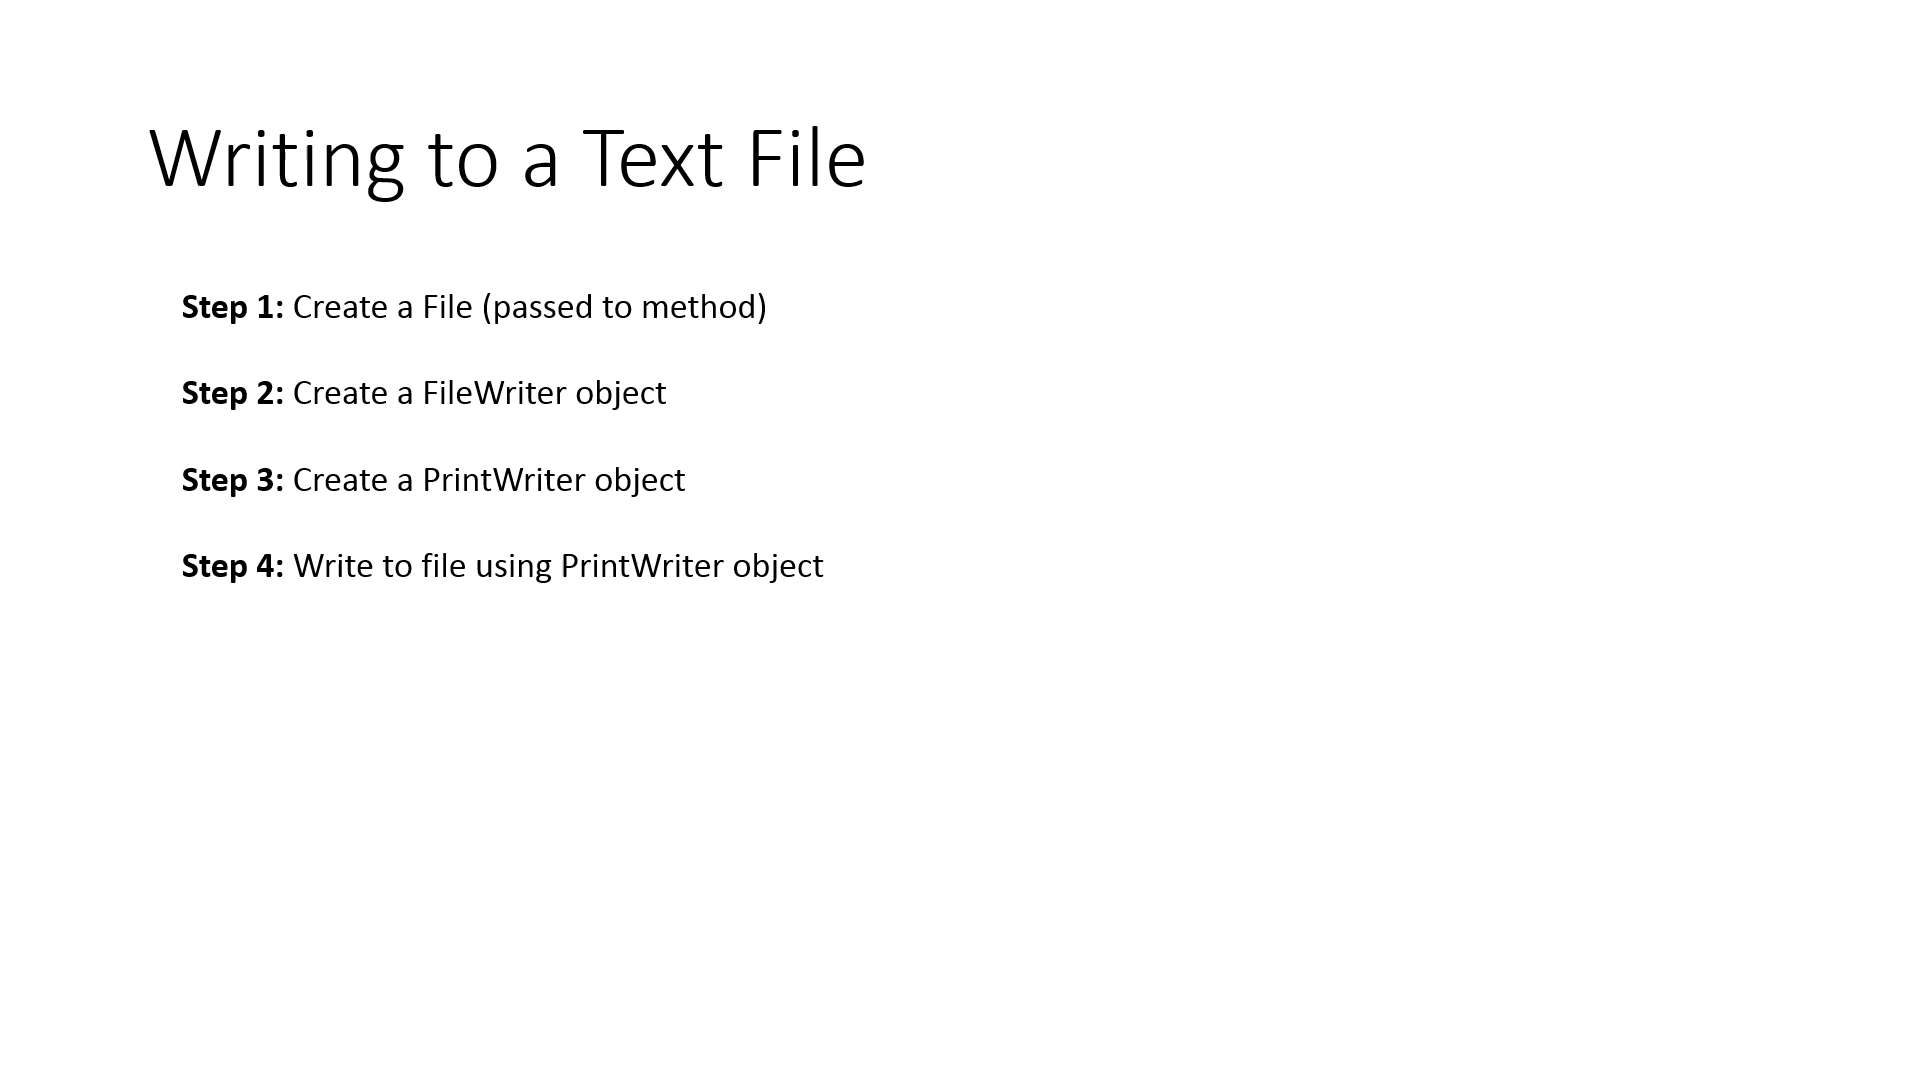 Writing to a Text File
Step 1: Create a File (passed to method)
Step 2: Create a FileWriter object
Step 3: Create a PrintWriter object
Step 4: Write to file using PrintWriter object